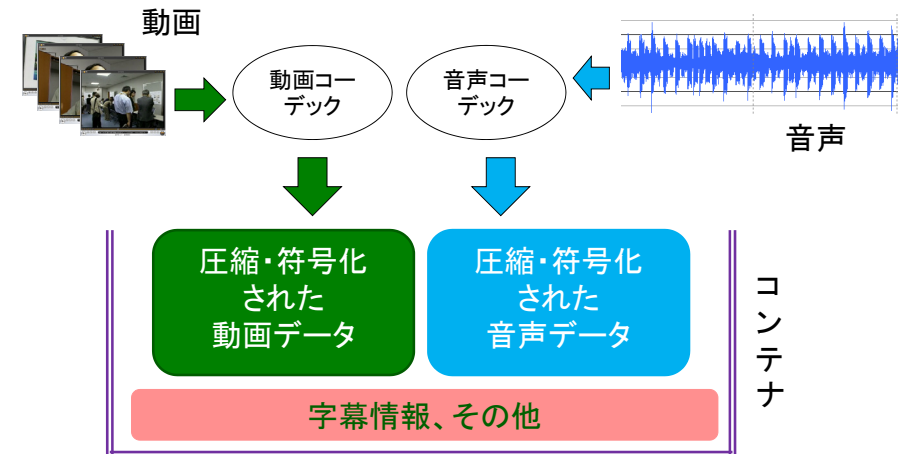 動画
動画コー
デック
音声コー
デック
音声
圧縮・符号化
された
動画データ
圧縮・符号化
された
音声データ
コンテナ
字幕情報、その他